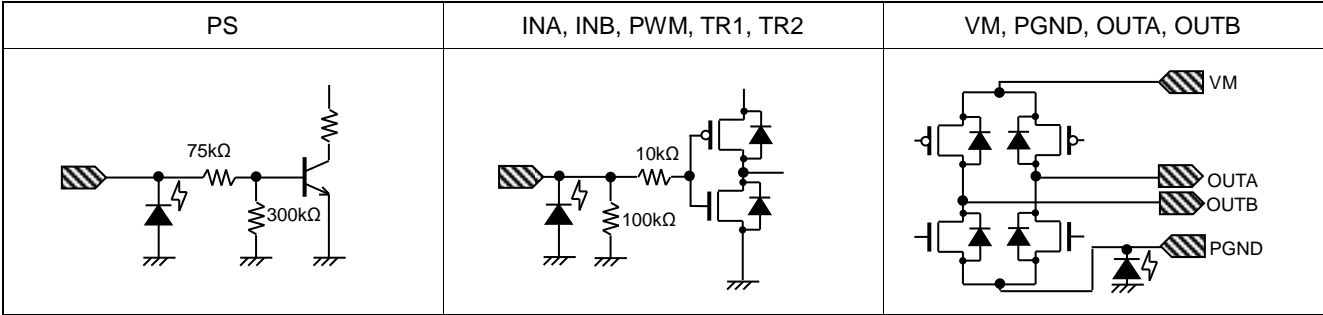 PS
INA, INB, PWM, TR1, TR2
VM, PGND, OUTA, OUTB
75kΩ
300kΩ
10kΩ
100kΩ
VM
OUTA
OUTB
PGND